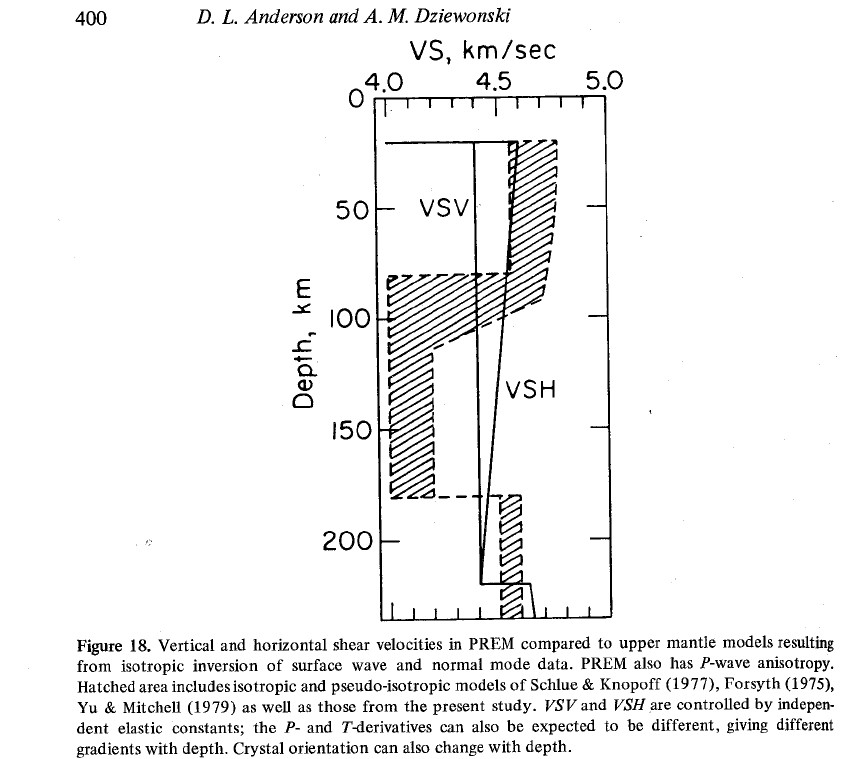 400 D. L. Anderson and A. M. Dziewonski
VS, km/sec
4.0 4.5 5.0
0
50
VSV
100
Depth, km
VSH
150
200
Figure 18. Vertical and horizontal shear velocities in PREM compared to upper mantle models resulting
from isotropic inversion of surface wave and normal mode data. PREM also has P-wave anisotropy.
Hatched area includes isotropic and pseudo-isotropic models of Schlue & Knopoff (1977), Forsyth (1975),
Yu & Mitchell (1979) as well as those from the present study. VSV and VSH are controlled by indepen-
dent elastic constants; the P- and T-derivatives can also be expected to be different, giving different
gradients with depth. Crystal orientation can also change with depth.